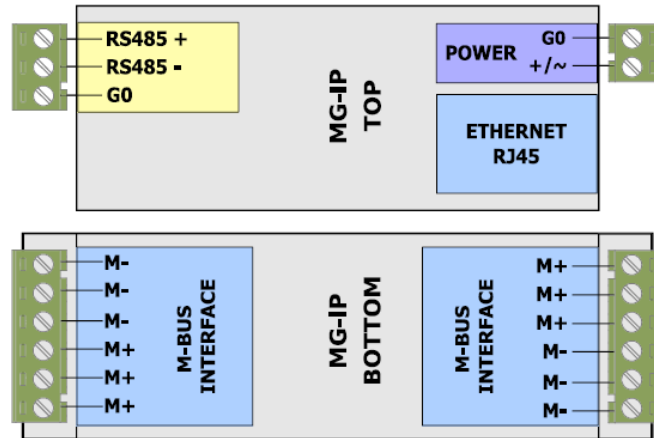 RS485 +
RS485 -
G0
MG-IP
TOP
POWER
G0
+/~
ETHERNET
RJ45
M-
M-
M-
M+
M+
M+
M-BUS
INTERFACE
MG-IP
BOTTOM
M-BUS
INTERFACE
M+
M+
M+
M-
M-
M-